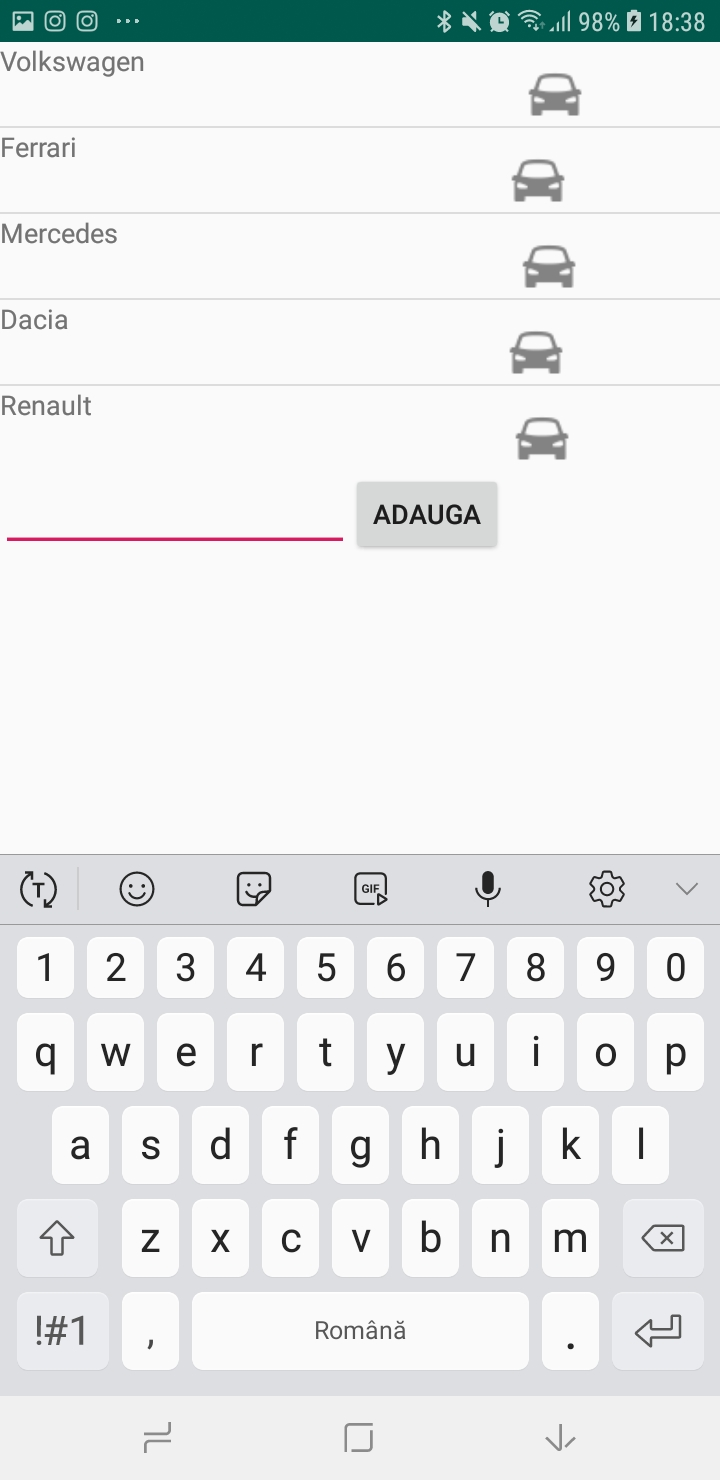 98% 18:38
Volkswagen
Ferrari
Mercedes
Dacia
Renault
ADAUGA
T GIF
1 2 3 4 5 6 7 8 9 0
q w e r t y u i o p
a s d f g h j k l
z x c v b n m
!#1 , Română .